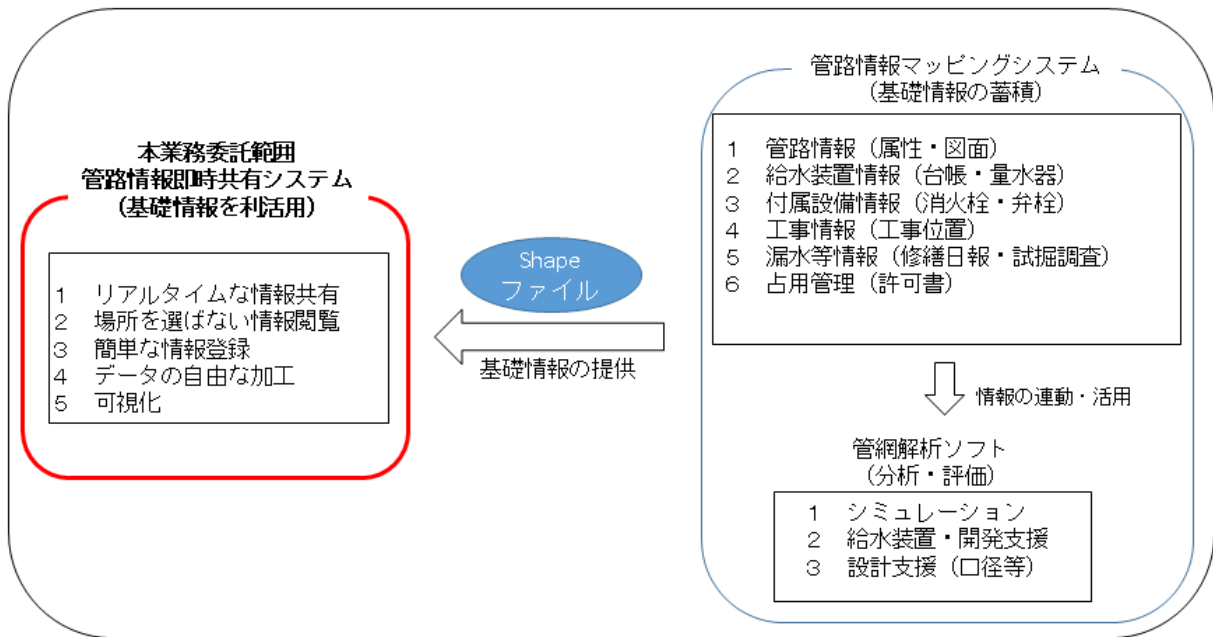 本業務委託範囲
管路情報即時共有システム
(基礎情報を利活用)
1 リアルタイムな情報共有
2 場所を選ばない情報閲覧
3 簡単な情報登録
4 データの自由な加工
5 可視化
Shape
ファイル
基礎情報の提供
管路情報マッピングシステム
(基礎情報の蓄積)
1 管路情報(属性・図面)
2 給水装置情報(台帳・量水器)
3 付属設備情報(消火栓・弁栓)
4 工事情報(工事位置)
5 漏水等情報(修繕日報・試掘調査)
6 占用管理(許可書)
情報の連動・活用
管網解析ソフト
(分析・評価)
1 シミュレーション
2 給水装置・開発支援
3 設計支援(口径等)